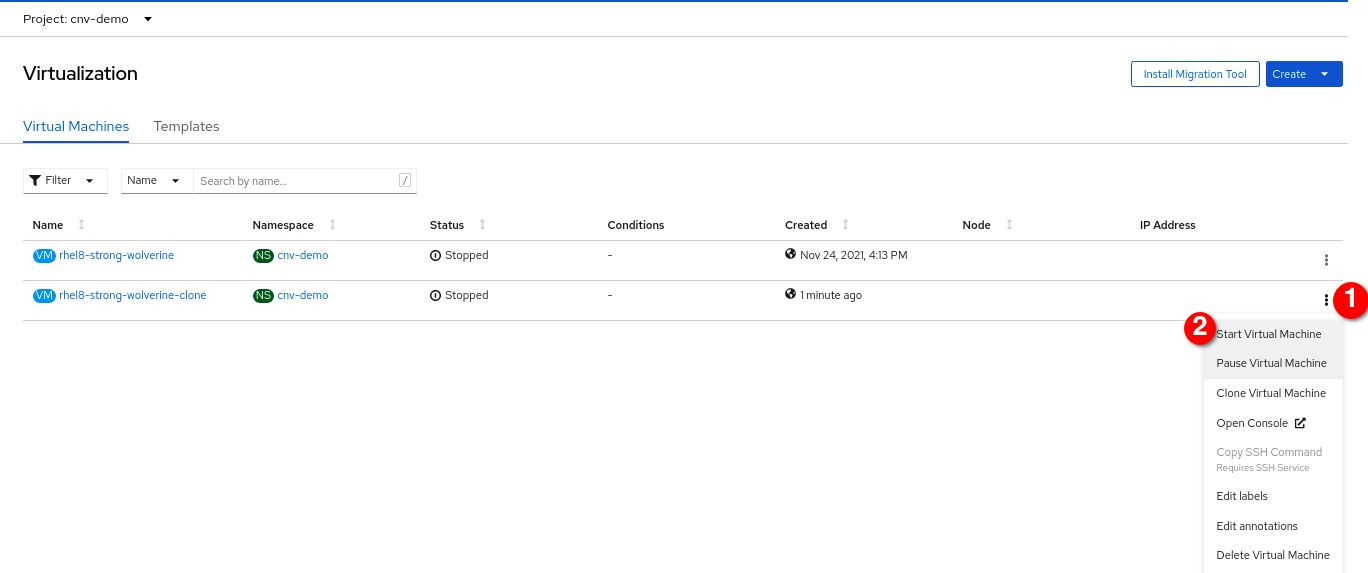 Project: cnv-demo
Virtualization
Install Migration Tool
Create
Virtual Machines Templates
Filter Name Search by name... /
Name Namespace Status Conditions Created Node IP Address
VM rhel8-strong-wolverine NS cnv-demo Stopped - Nov 24, 2021, 4:13 PM
VM rhel8-strong-wolverine-clone NS cnv-demo Stopped - 1 minute ago
1
2
Start Virtual Machine
Pause Virtual Machine
Clone Virtual Machine
Open Console
Copy SSH Command
Requires SSH Service
Edit labels
Edit annotations
Delete Virtual Machine